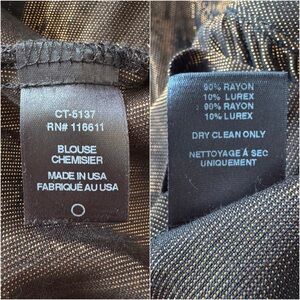 CT-5137
RN# 116611
BLOUSE
CHEMISIER
MADE IN USA
FABRIQUÉ AU USA
90% RAYON
10% LUREX
90% RAYON
10% LUREX
DRY CLEAN ONLY
NETTOYAGE À SEC
UNIQUEMENT